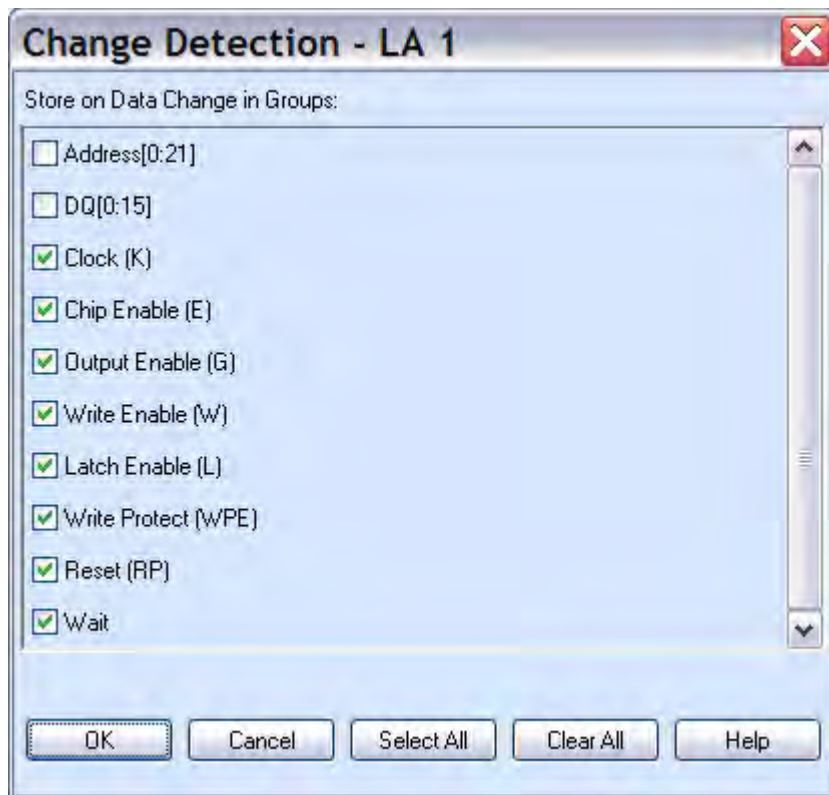 Change Detection - LA 1
Store on Data Change in Groups:
Address[0:21]
DQ[0:15]
Clock (K)
Chip Enable (E)
Output Enable (G)
Write Enable (W)
Latch Enable (L)
Write Protect (WPE)
Reset (RP)
Wait
OK Cancel Select All Clear All Help